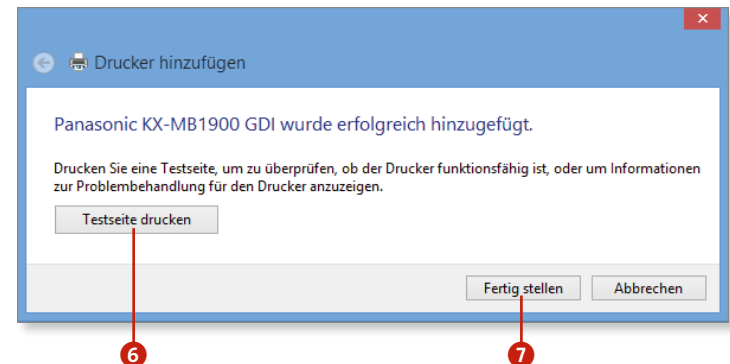 Drucker hinzufügen
Panasonic KX-MB1900 GDI wurde erfolgreich hinzugefügt.
Drucken Sie eine Testseite, um zu überprüfen, ob der Drucker funktionsfähig ist, oder um Informationen
zur Problembehandlung für den Drucker anzuzeigen.
Testseite drucken
Fertig stellen Abbrechen
6 7